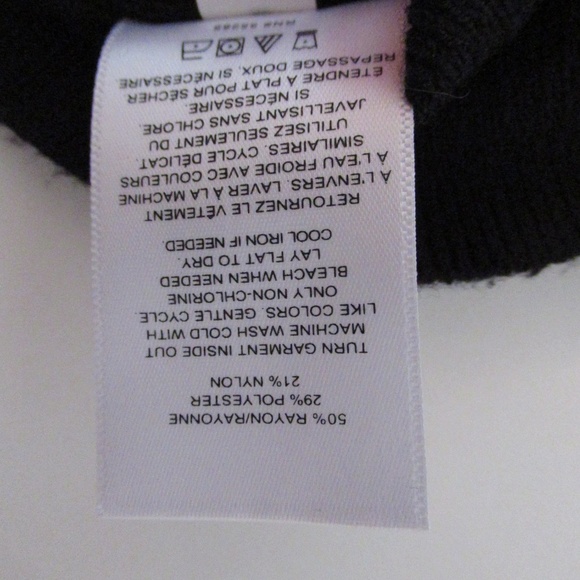 50% RAYON/RAYONNE
29% POLYESTER
21% NYLON
TURN GARMENT INSIDE OUT
MACHINE WASH COLD WITH
LIKE COLORS. GENTLE CYCLE.
ONLY NON-CHLORINE
BLEACH WHEN NEEDED
LAY FLAT TO DRY.
COOL IRON IF NEEDED.
RETOURNEZ LE VÊTEMENT
À L'ENVERS. LAVER À LA MACHINE
À L'EAU FROIDE AVEC COULEURS
SIMILAIRES. CYCLE DÉLICAT.
UTILISEZ SEULEMENT DU
JAVELLISANT SANS CHLORE.
SI NÉCESSAIRE.
ÉTENDRE À PLAT POUR SÉCHER
REPASSAGE DOUX, SI NÉCESSAIRE.